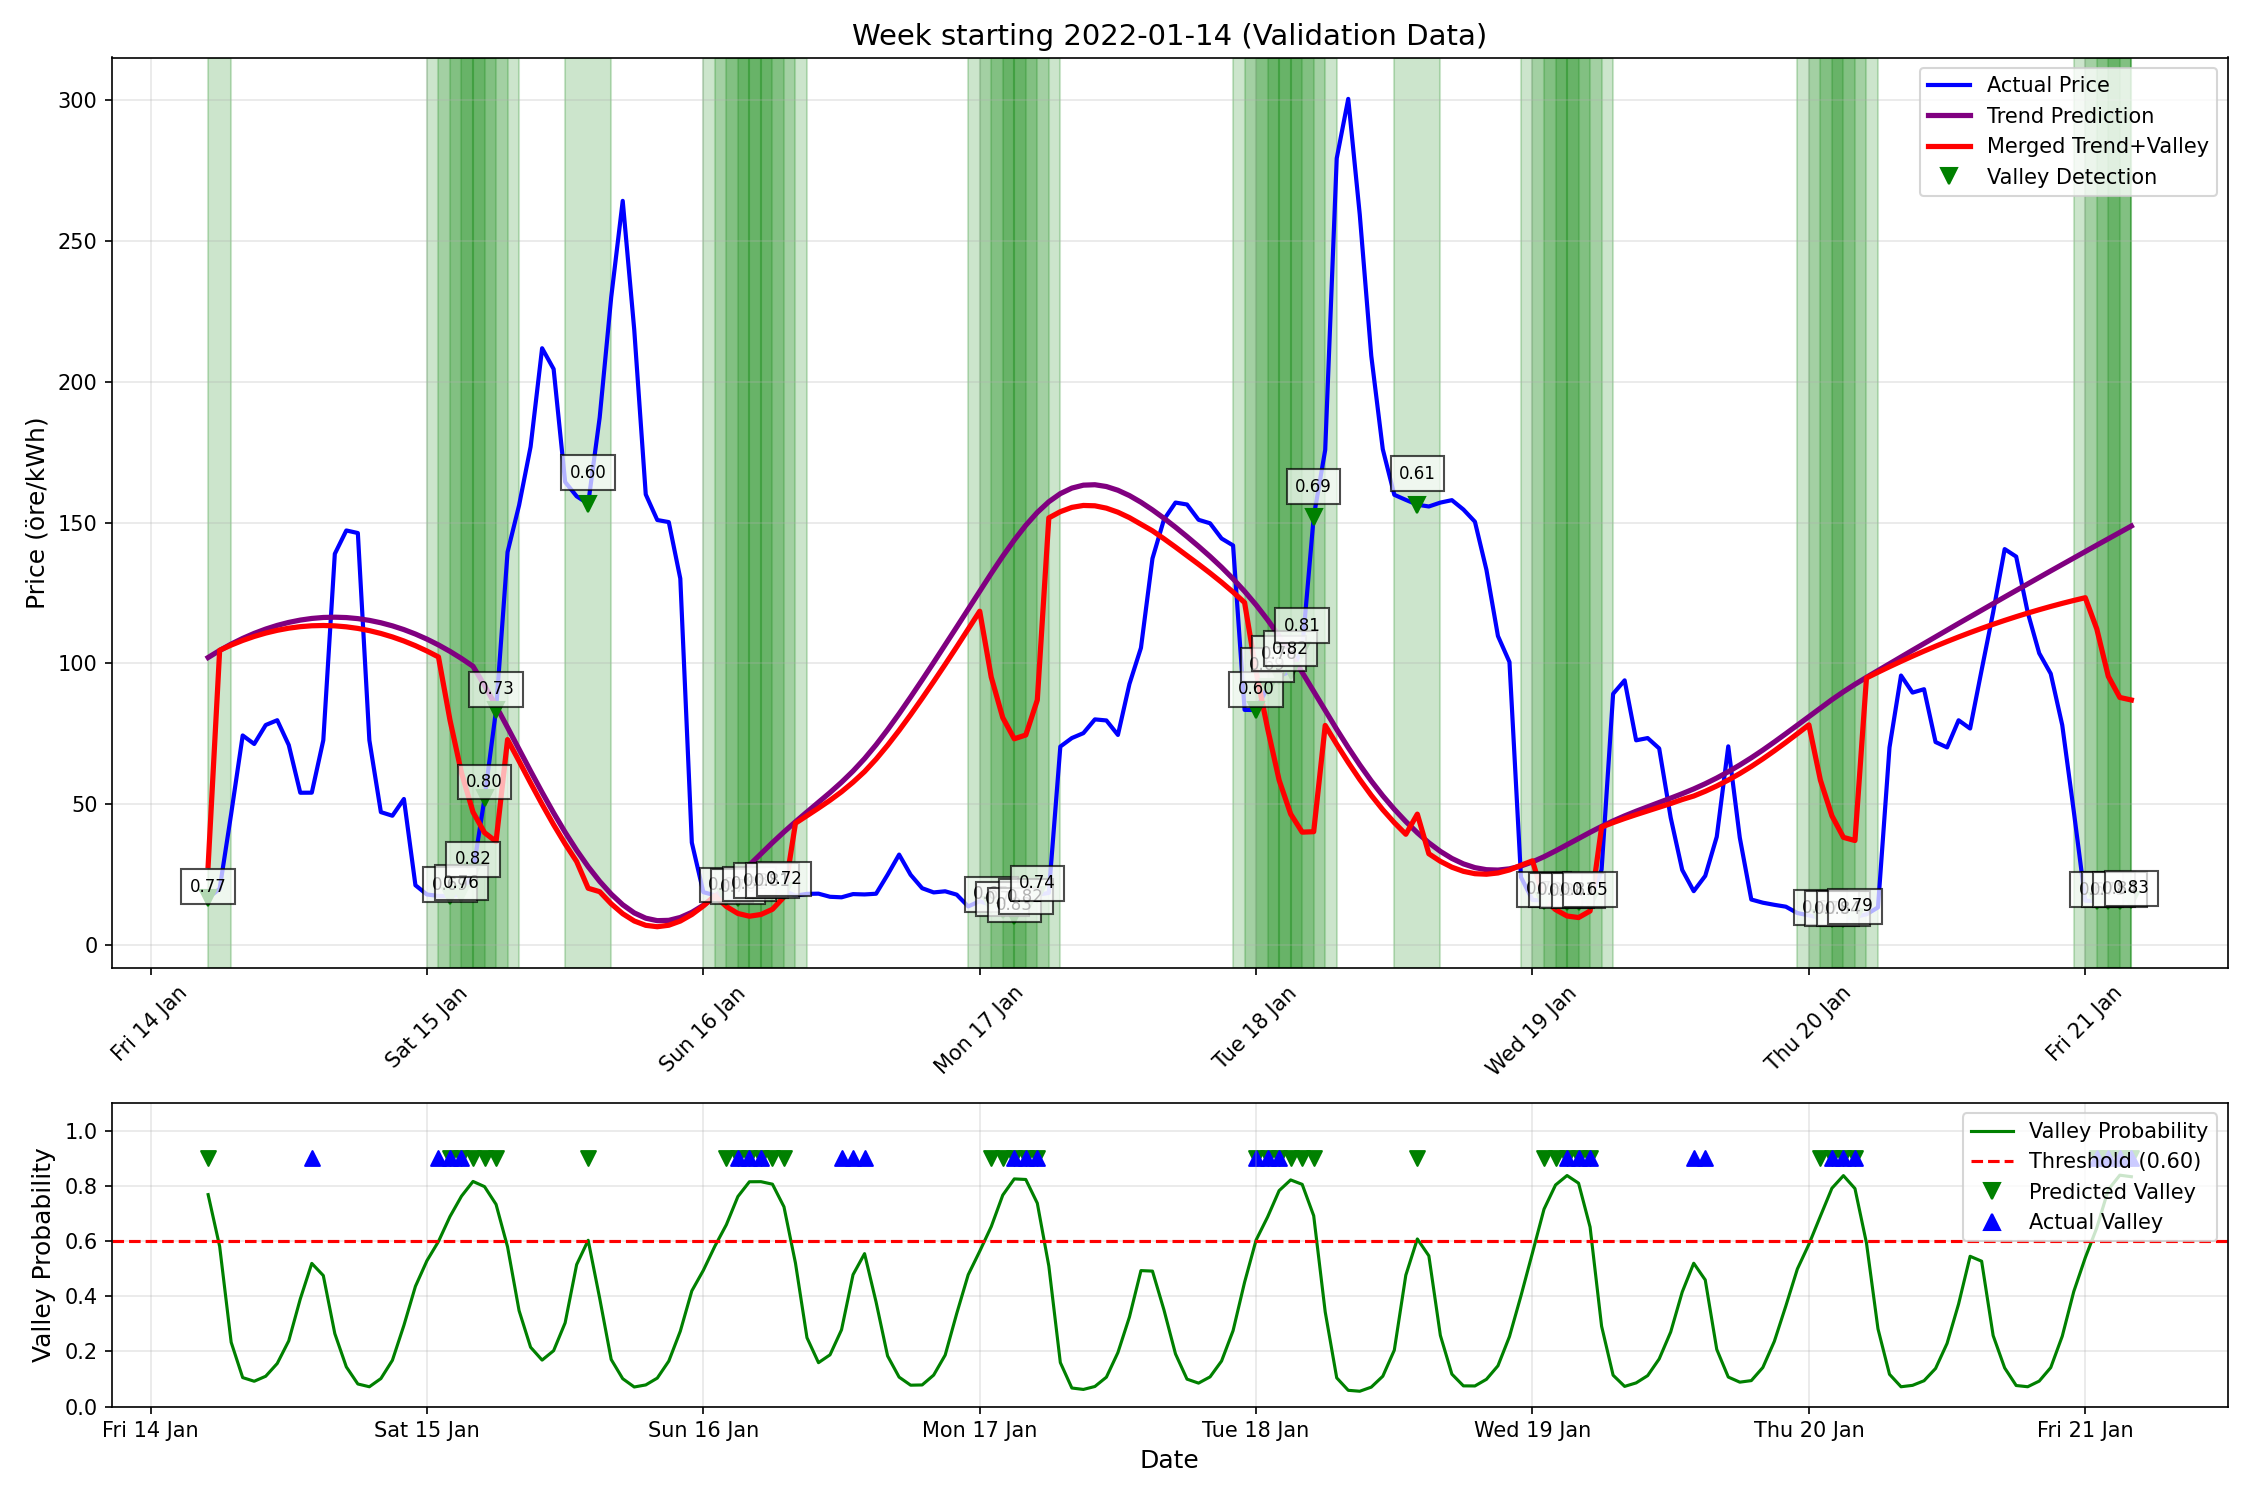 Week starting 2022-01-14 (Validation Data)
Price (öre/kWh)
300
250
200
150
100
50
0
Actual Price
Trend Prediction
Merged Trend+Valley
Valley Detection
0.77
0.76
0.82
0.80
0.73
0.60
0.72
0.83
0.82
0.74
0.60
0.82
0.81
0.69
0.61
0.65
0.79
0.83
Fri 14 Jan
Sat 15 Jan
Sun 16 Jan
Mon 17 Jan
Tue 18 Jan
Wed 19 Jan
Thu 20 Jan
Fri 21 Jan
Valley Probability
1.0
0.8
0.6
0.4
0.2
0.0
Valley Probability
Threshold (0.60)
Predicted Valley
Actual Valley
Fri 14 Jan
Sat 15 Jan
Sun 16 Jan
Mon 17 Jan
Tue 18 Jan
Wed 19 Jan
Thu 20 Jan
Fri 21 Jan
Date